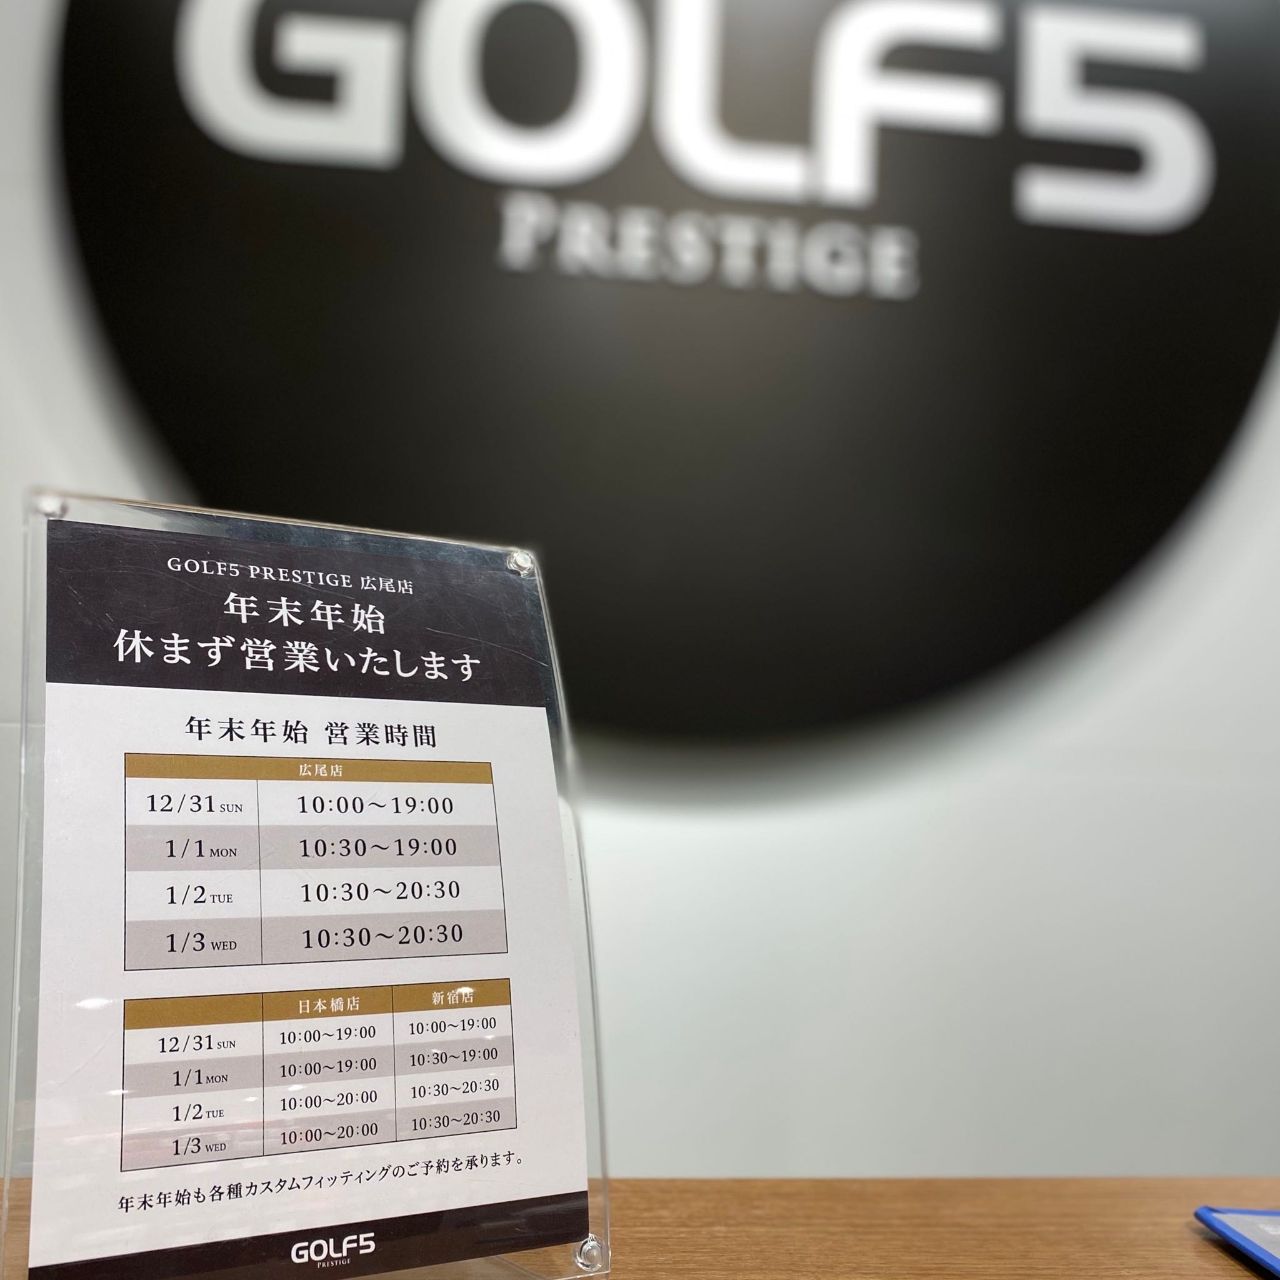 GOLF5
PRESTIGE
GOLF5 PRESTIGE 広尾店
年末年始
休まず営業いたします
年末年始 営業時間
広尾店
12/31 SUN 10:00〜19:00
1/1 MON 10:30〜19:00
1/2 TUE 10:30〜20:30
1/3 WED 10:30〜20:30
日本橋店 新宿店
12/31 SUN 10:00〜19:00 10:00〜19:00
1/1 MON 10:00〜19:00 10:30〜19:00
1/2 TUE 10:00〜20:00 10:30〜20:30
1/3 WED 10:00〜20:00 10:30〜20:30
年末年始も各種カスタムフィッティングのご予約を承ります。
GOLF5
PRESTIGE